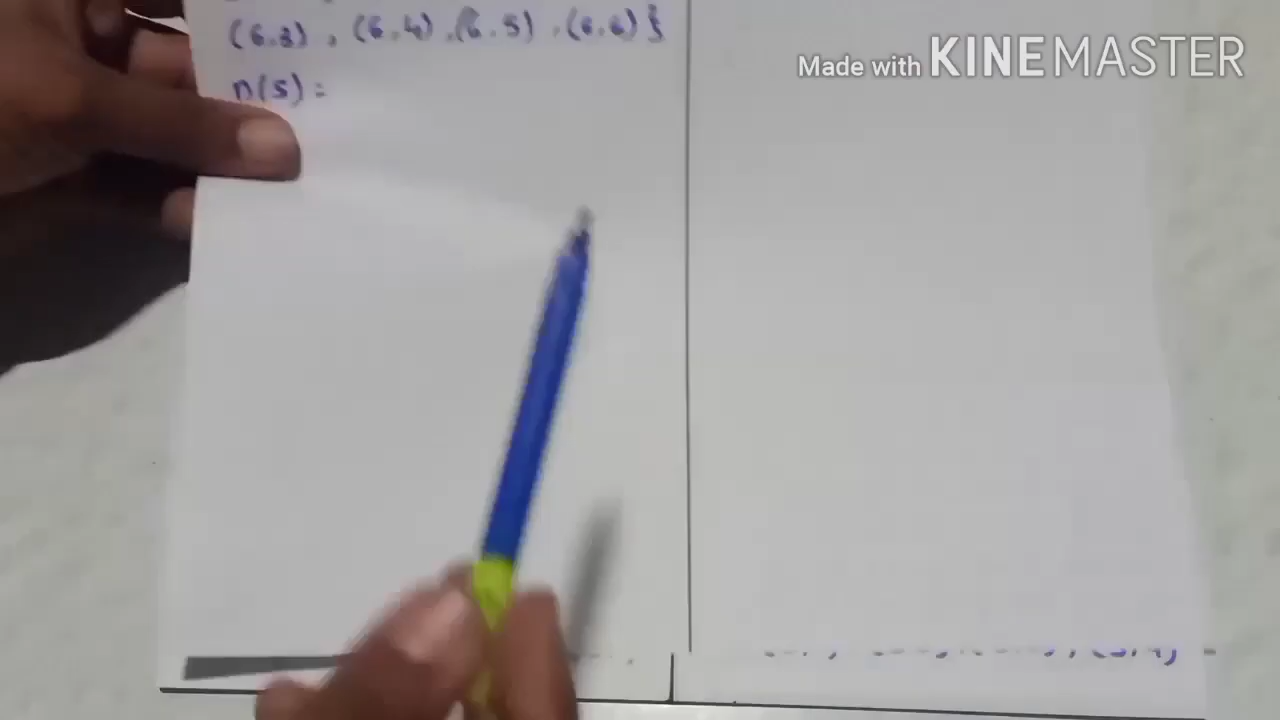 (6,3), (6,4), (6,5), (6,6)}
Made with KINEMASTER
n(s) =